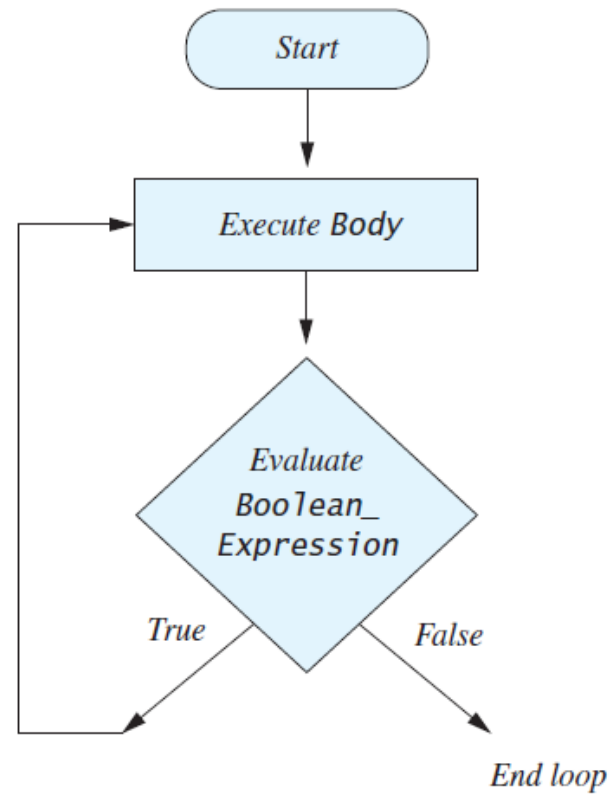 Start
Execute Body
Evaluate
Boolean_
Expression
True
False
End loop